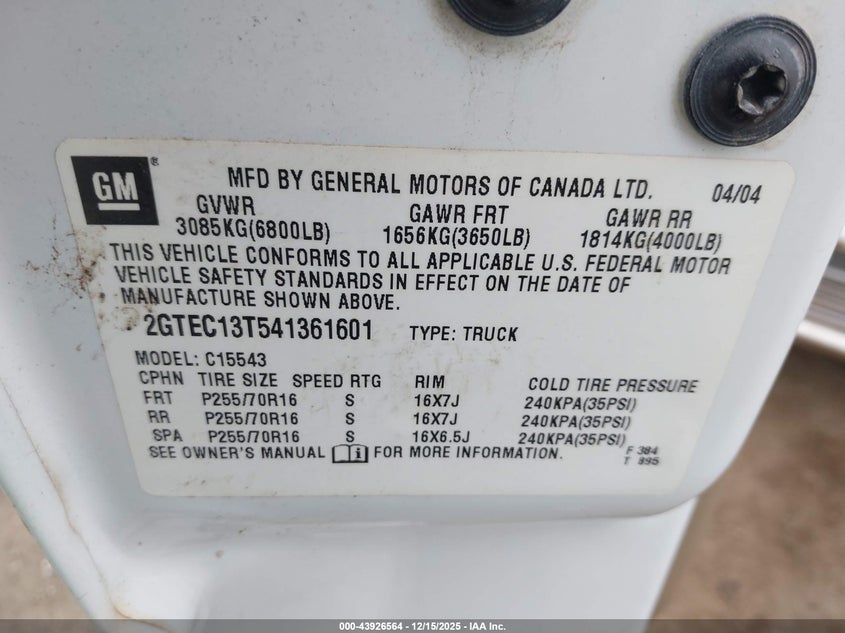 GM®
MFD BY GENERAL MOTORS OF CANADA LTD. 04/04
GVWR GAWR FRT GAWR RR
3085KG(6800LB) 1656KG(3650LB) 1814KG(4000LB)
THIS VEHICLE CONFORMS TO ALL APPLICABLE U.S. FEDERAL MOTOR
VEHICLE SAFETY STANDARDS IN EFFECT ON THE DATE OF
MANUFACTURE SHOWN ABOVE.
2GTEC13T541361601 TYPE: TRUCK
MODEL: C15543
CPHN TIRE SIZE SPEED RTG RIM COLD TIRE PRESSURE
FRT P255/70R16 S 16X7J 240KPA(35PSI)
RR P255/70R16 S 16X7J 240KPA(35PSI)
SPA P255/70R16 S 16X6.5J 240KPA(35PSI)
SEE OWNER'S MANUAL FOR MORE INFORMATION.
F 384
T 895
000-43926564 - 12/15/2025 - IAA Inc.